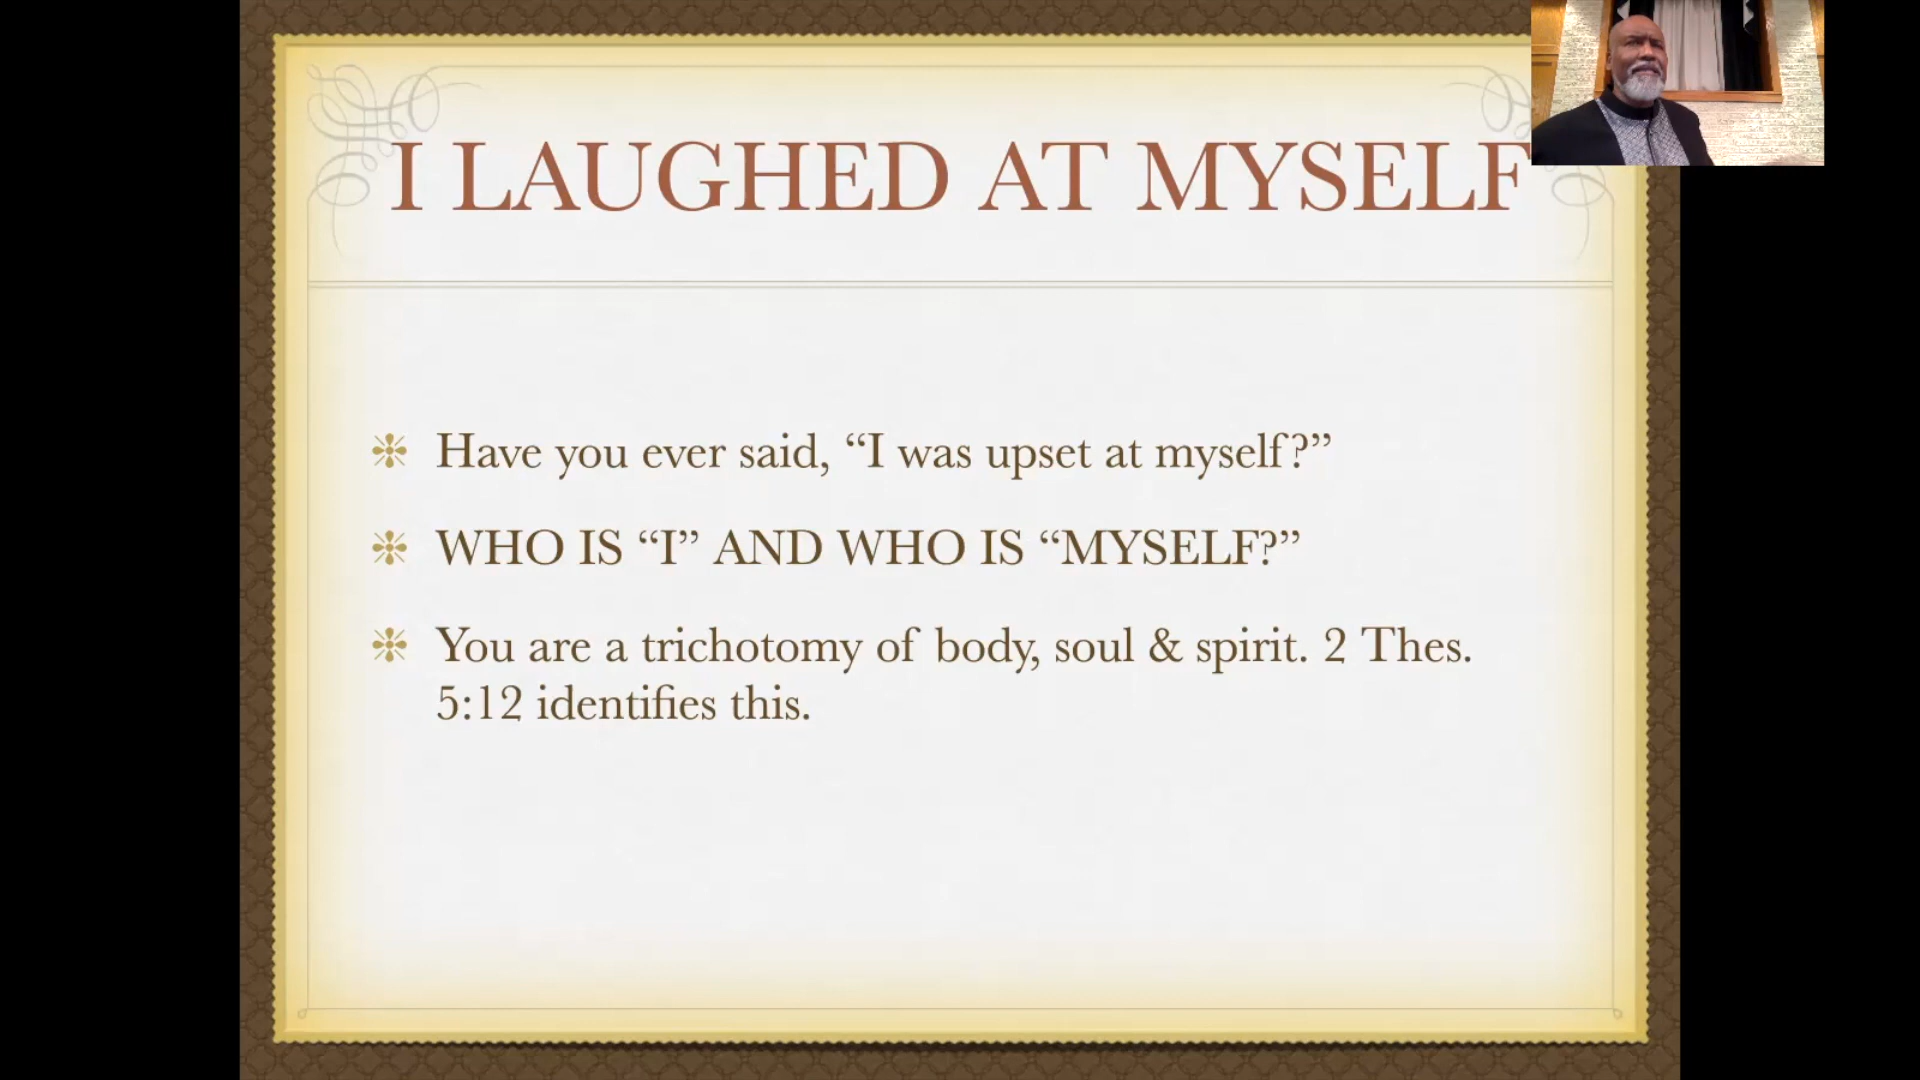 I LAUGHED AT MYSELF
Have you ever said, “I was upset at myself?”
WHO IS “I” AND WHO IS “MYSELF?”
You are a trichotomy of body, soul & spirit. 2 Thes.
5:12 identifies this.